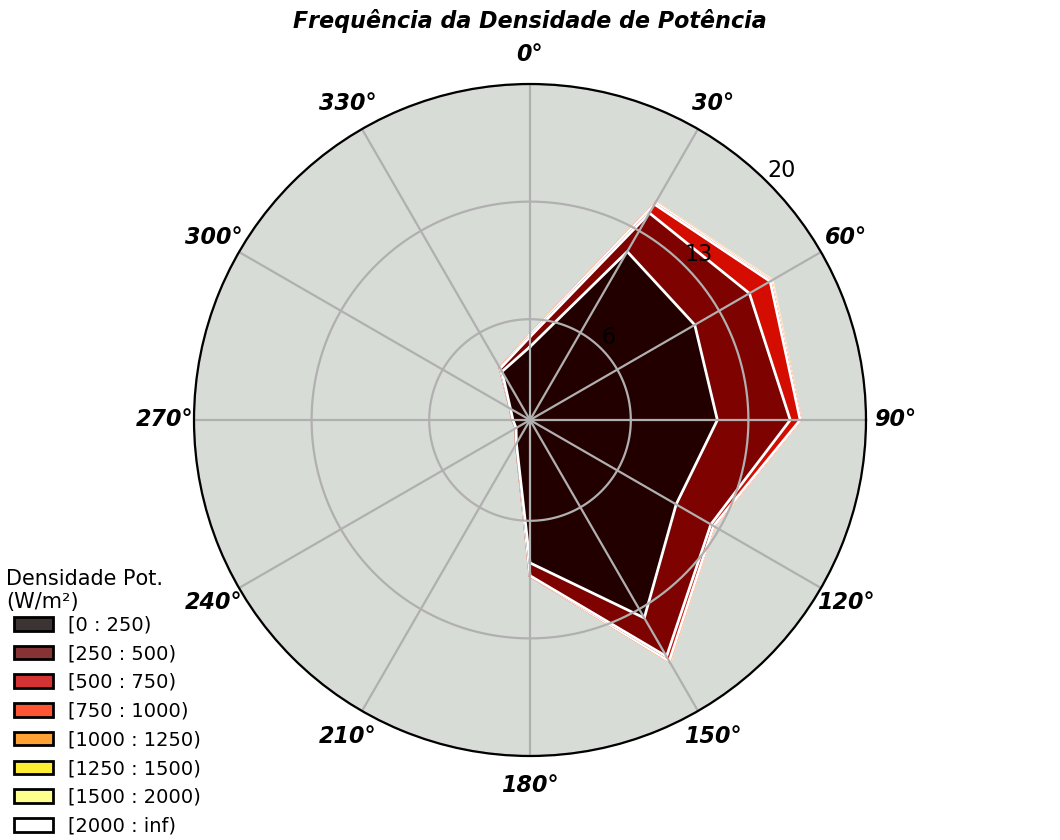 Frequência da Densidade de Potência
0°
30°
60°
90°
120°
150°
180°
210°
240°
270°
300°
330°
6
13
20
Densidade Pot.
(W/m²)
[0 : 250)
[250 : 500)
[500 : 750)
[750 : 1000)
[1000 : 1250)
[1250 : 1500)
[1500 : 2000)
[2000 : inf)